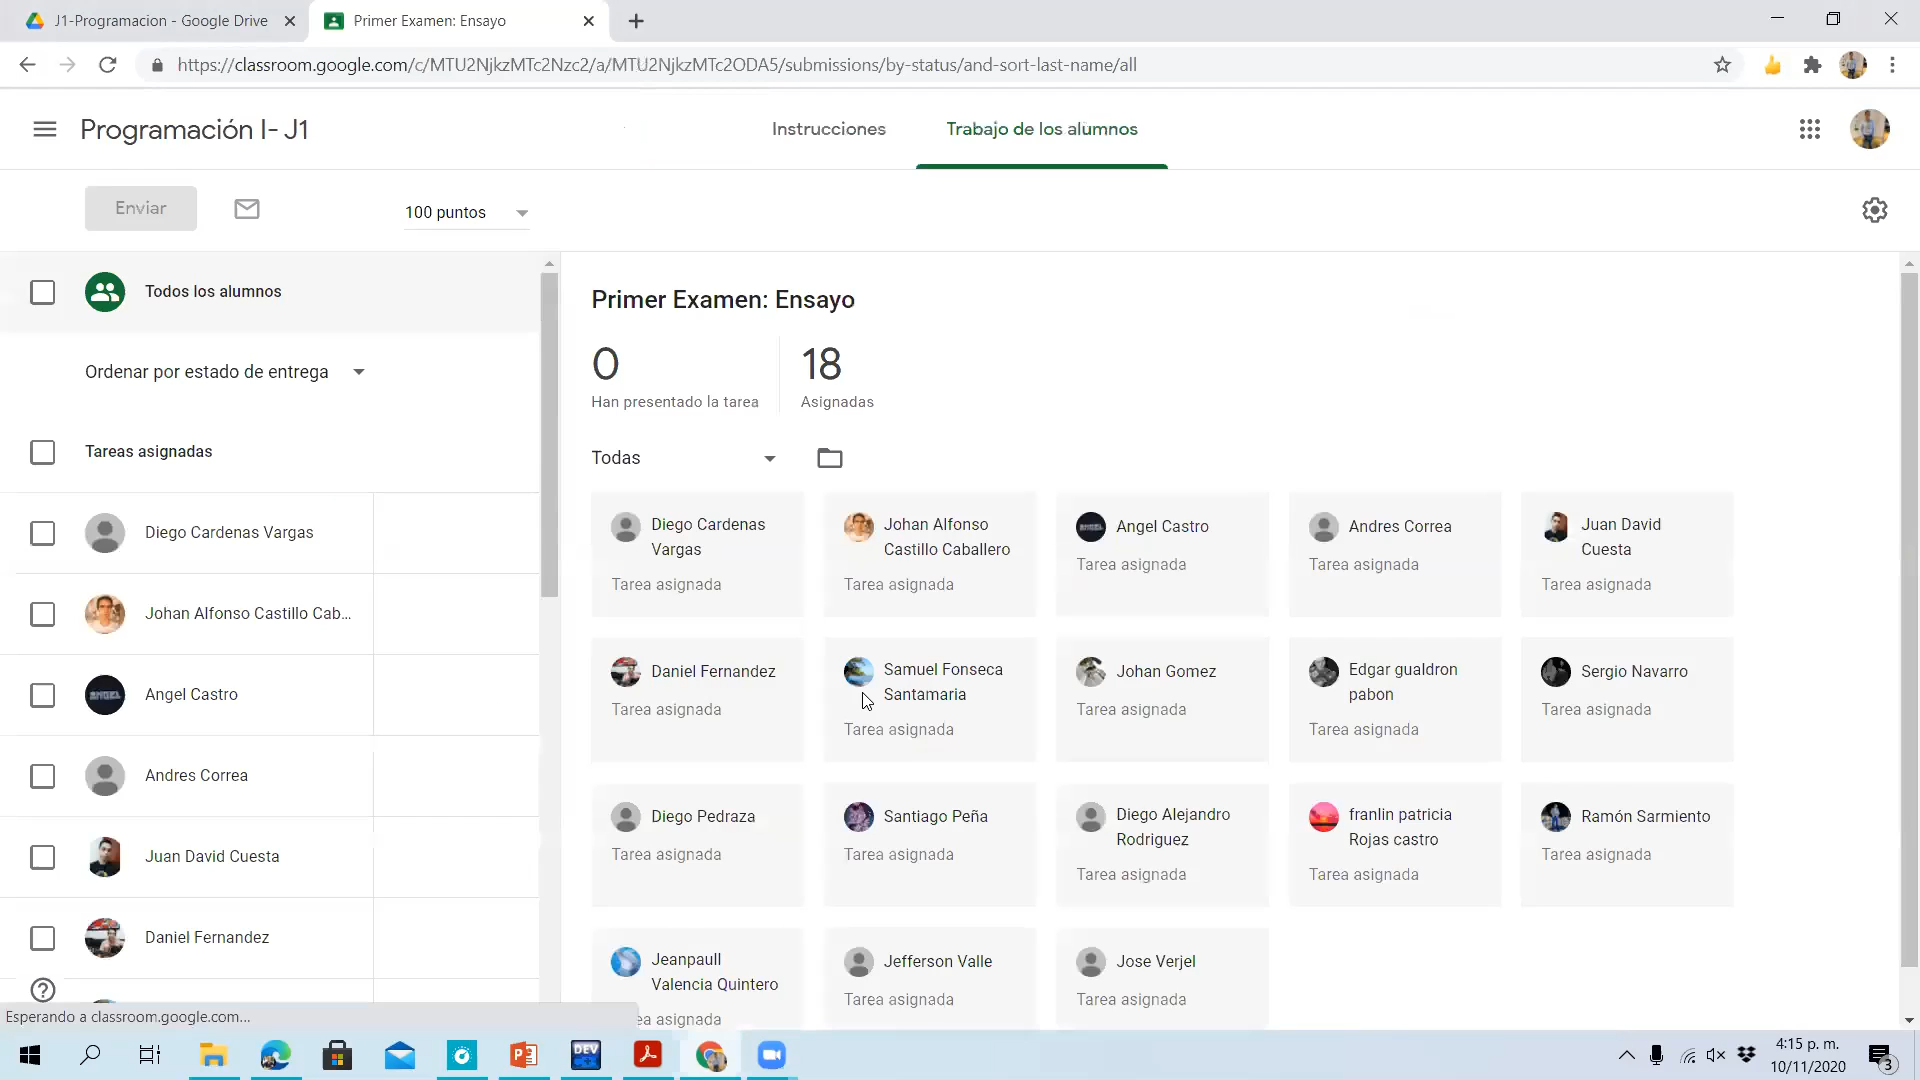 J1-Programacion - Google Drive
Primer Examen: Ensayo
https://classroom.google.com/c/MTU2NjkzMTc2Nzc2/a/MTU2NjkzMTc2ODA5/submissions/by-status/and-sort-last-name/all
Programación I- J1
Instrucciones
Trabajo de los alumnos
Enviar
100 puntos
Todos los alumnos
Ordenar por estado de entrega
Tareas asignadas
Diego Cardenas Vargas
Johan Alfonso Castillo Cab...
ANGEL
Angel Castro
Andres Correa
Juan David Cuesta
Daniel Fernandez
Primer Examen: Ensayo
0
Han presentado la tarea
18
Asignadas
Todas
Diego Cardenas
Vargas
Tarea asignada
Johan Alfonso
Castillo Caballero
Tarea asignada
Angel Castro
Tarea asignada
Andres Correa
Tarea asignada
Juan David
Cuesta
Tarea asignada
Daniel Fernandez
Tarea asignada
Samuel Fonseca
Santamaria
Tarea asignada
Johan Gomez
Tarea asignada
Edgar gualdron
pabon
Tarea asignada
Sergio Navarro
Tarea asignada
Diego Pedraza
Tarea asignada
Santiago Peña
Tarea asignada
Diego Alejandro
Rodriguez
Tarea asignada
franlin patricia
Rojas castro
Tarea asignada
Ramón Sarmiento
Tarea asignada
Jeanpaull
Valencia Quintero
ea asignada
Jefferson Valle
Tarea asignada
Jose Verjel
Tarea asignada
Esperando a classroom.google.com...
DEV
4:15 p. m.
10/11/2020
3